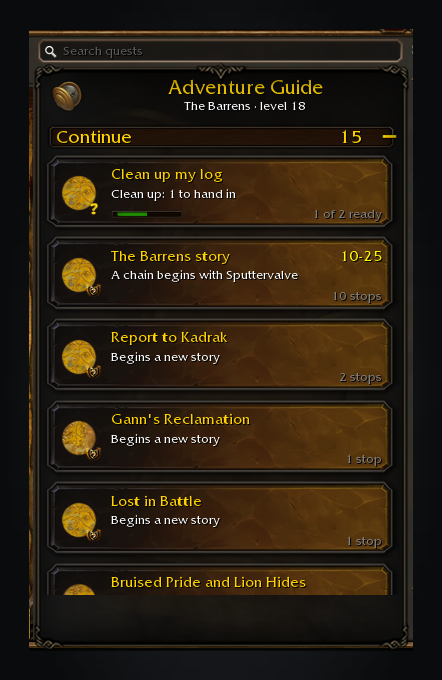 Search quests
Adventure Guide
The Barrens · level 18
Continue 15
Clean up my log
Clean up: 1 to hand in
?
1 of 2 ready
The Barrens story 10-25
A chain begins with Sputtervalve
10 stops
Report to Kadrak
Begins a new story
2 stops
Gann's Reclamation
Begins a new story
1 stop
Lost in Battle
Begins a new story
1 stop
Bruised Pride and Lion Hides